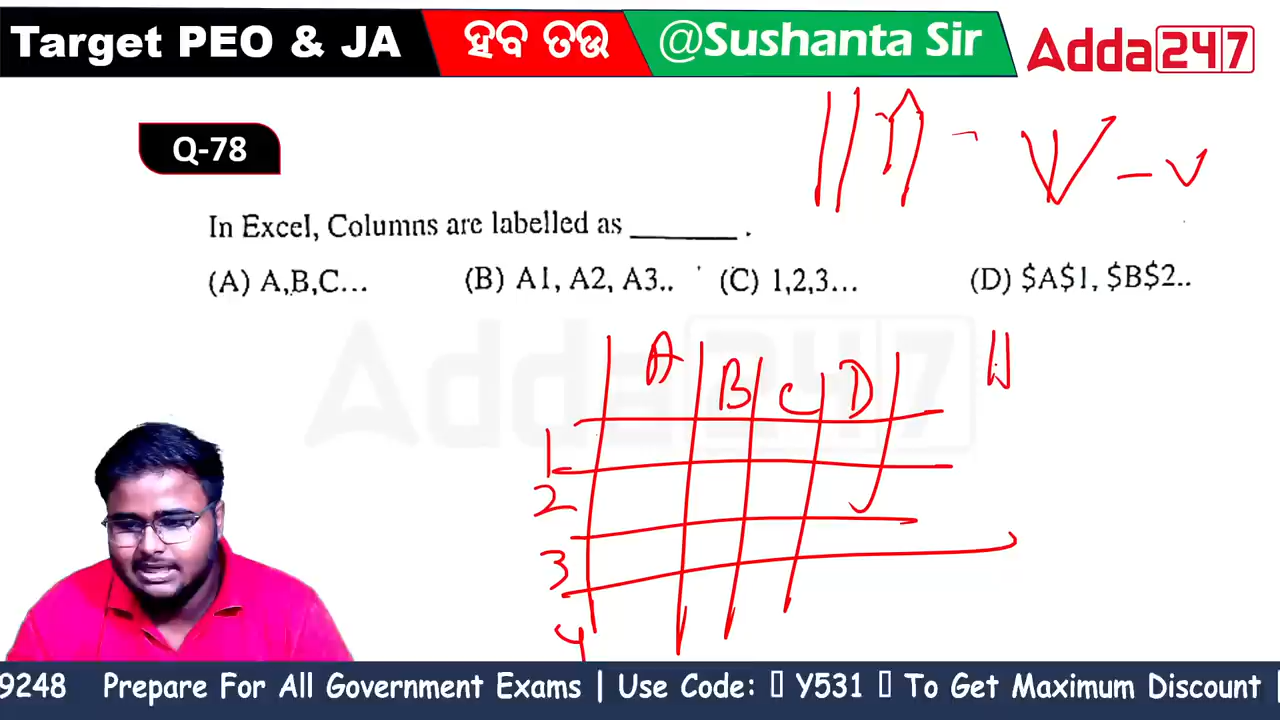 Target PEO & JA ହବ ତଉ @Sushanta Sir Adda247
Q-78
In Excel, Columns are labelled as ________ .
(A) A,B,C... (B) A1, A2, A3.. (C) 1,2,3... (D) $A$1, $B$2..
Adda247
A B C D
1
2
3
4
9248 Prepare For All Government Exams | Use Code: Y531 To Get Maximum Discount |